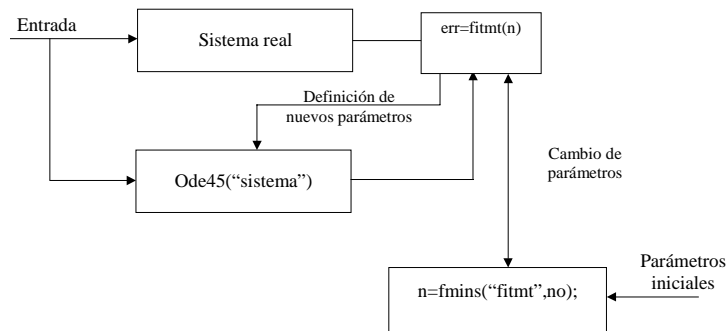 Entrada
Sistema real
err=fitmt(n)
Definición de
nuevos parámetros
Ode45(“sistema”)
Cambio de
parámetros
Parámetros
iniciales
n=fmins(“fitmt”,no);